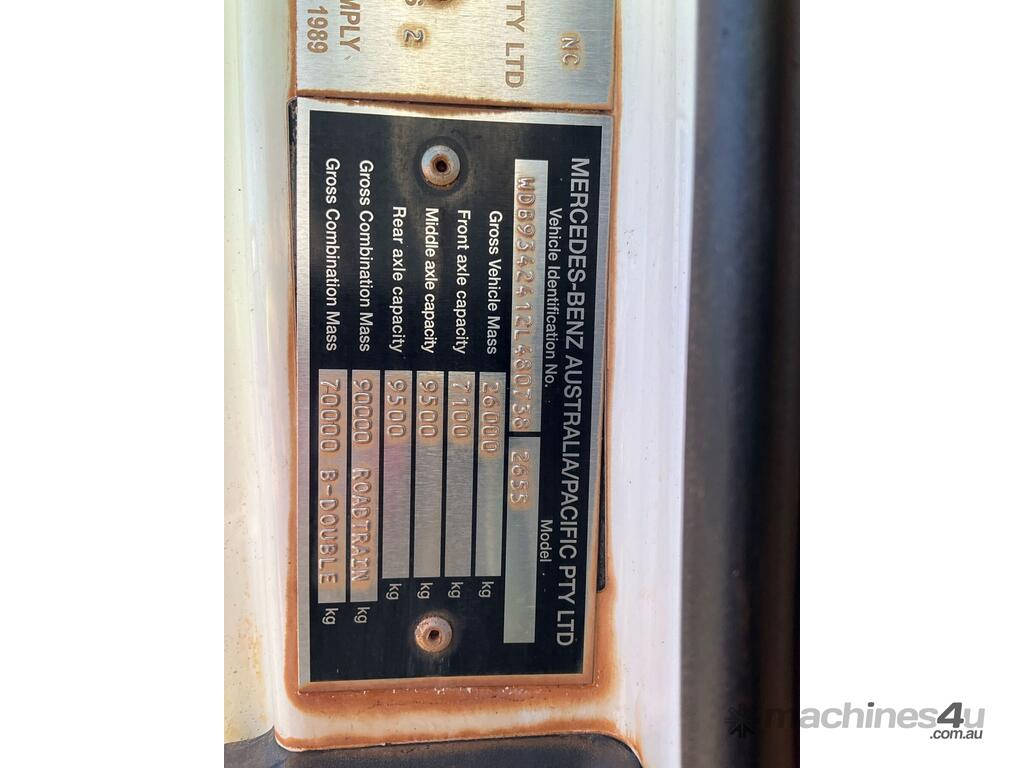 MPLY
1989
S 2
PTY LTD
NC
MERCEDES-BENZ AUSTRALIA/PACIFIC PTY LTD
Vehicle Identification No. Model
WDB9342412L480738 2655
Gross Vehicle Mass 26000 kg
Front axle capacity 7100 kg
Middle axle capacity 9500 kg
Rear axle capacity 9500 kg
Gross Combination Mass 90000 ROADTRAIN kg
Gross Combination Mass 70000 B-DOUBLE kg
machines4u
.com.au